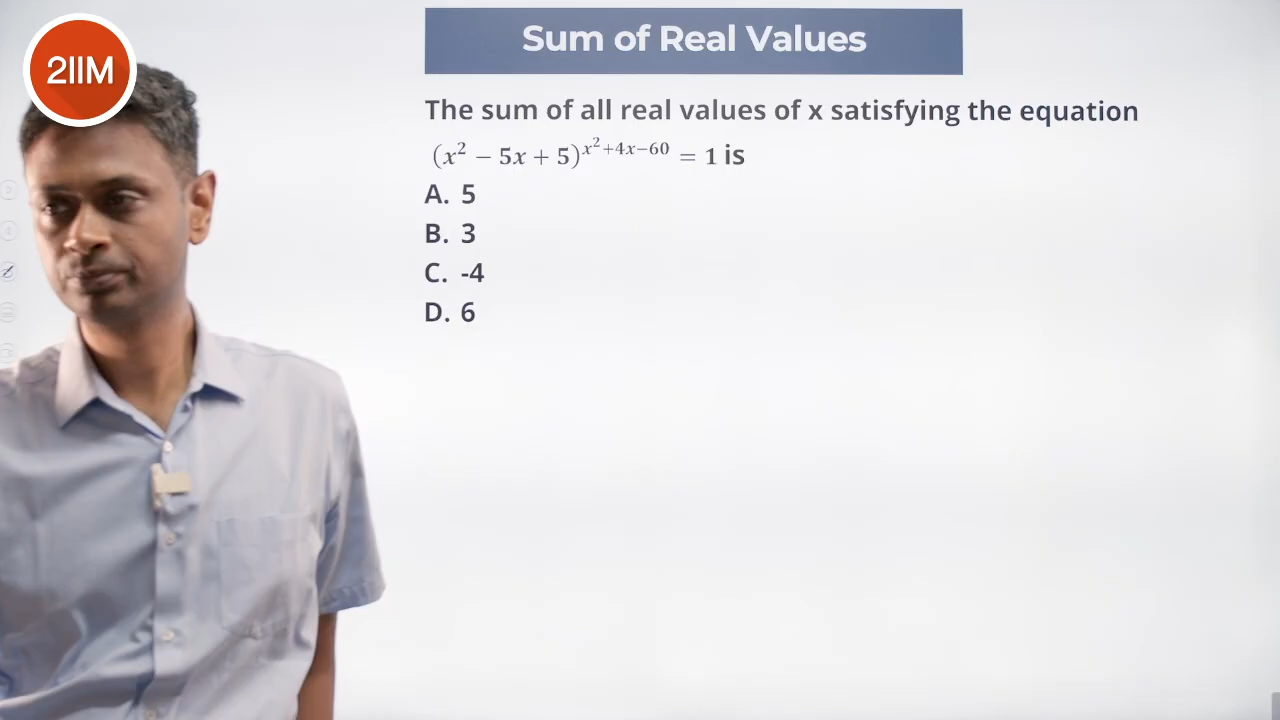 2IIM
Sum of Real Values
The sum of all real values of x satisfying the equation
(x² − 5x + 5)^(x²+4x−60) = 1 is
A. 5
B. 3
C. -4
D. 6